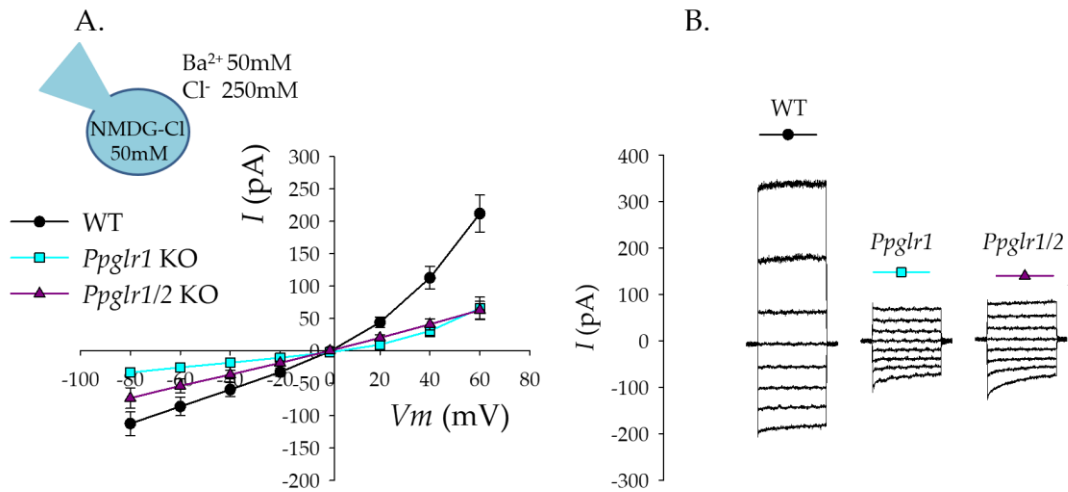 A.
Ba²⁺ 50mM
Cl⁻ 250mM
NMDG-Cl
50mM
WT
Ppglr1 KO
Ppglr1/2 KO
I (pA)
300
250
200
150
100
50
0
-50
-100
-150
-200
-100 -80 -60 -40 -20 0 20 40 60 80
Vm (mV)
B.
WT
Ppglr1
Ppglr1/2
I (pA)
400
300
200
100
0
-100
-200
-300